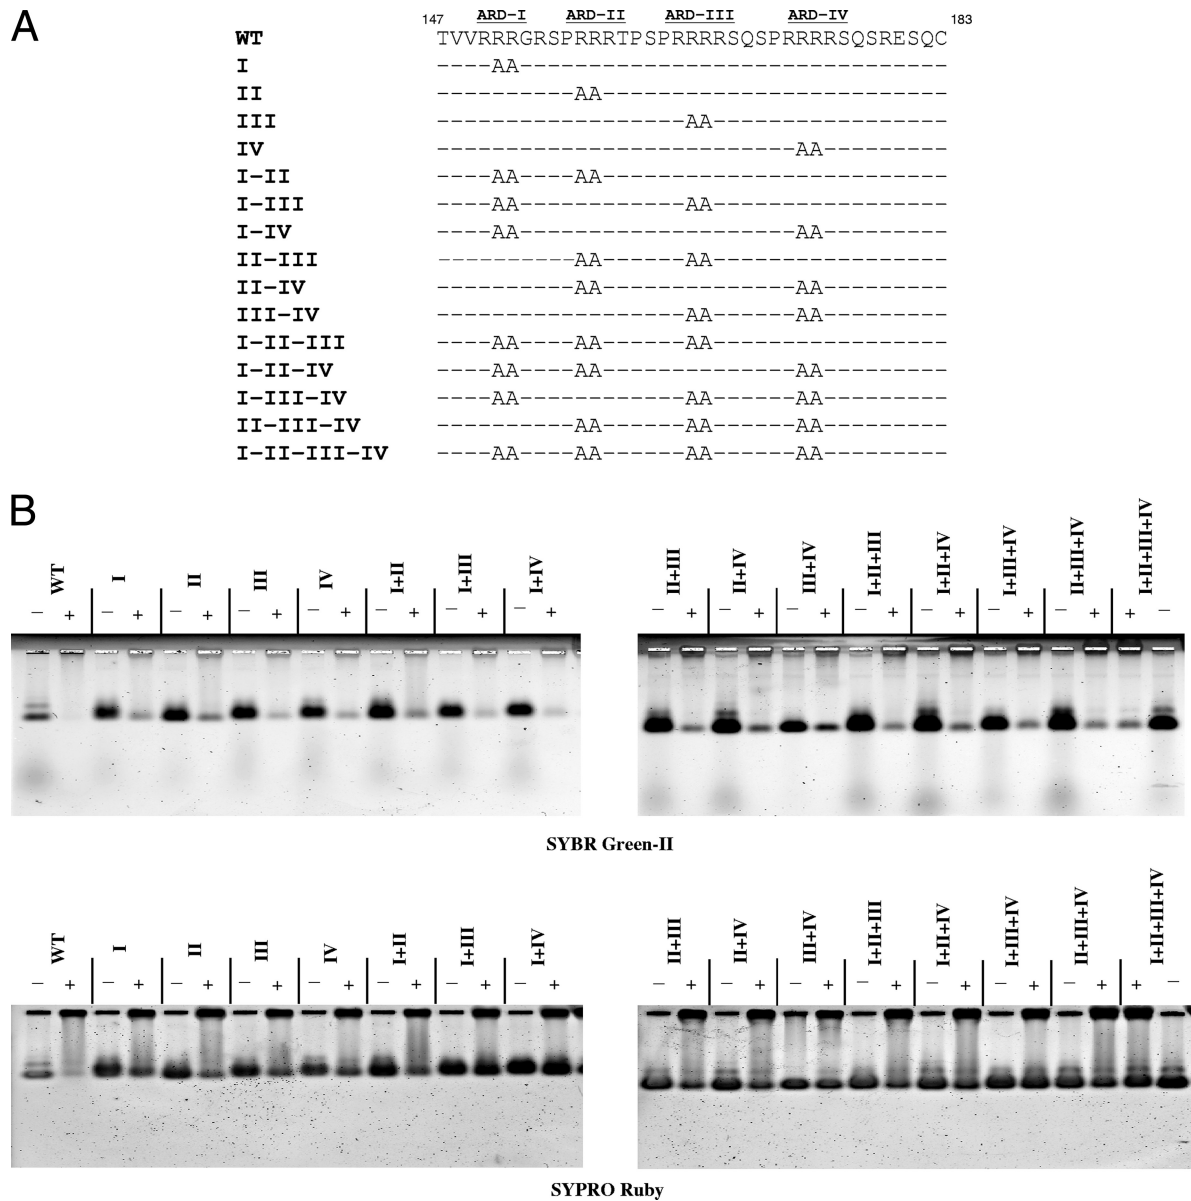 A
147 ARD-I ARD-II ARD-III ARD-IV 183
WT TVVRRRGRSPRRRTPSPRRRRSQSPRRRRSQSRESQC
I ----AA-------------------------------
II ----------AA-------------------------
III ------------------AA-----------------
IV --------------------------AA---------
I-II ----AA----AA-------------------------
I-III ----AA------------AA-----------------
I-IV ----AA--------------------AA---------
II-III ----------AA------AA-----------------
II-IV ----------AA--------------AA---------
III-IV ------------------AA------AA---------
I-II-III ----AA----AA------AA-----------------
I-II-IV ----AA----AA--------------AA---------
I-III-IV ----AA------------AA------AA---------
II-III-IV ----------AA------AA------AA---------
I-II-III-IV ----AA----AA------AA------AA---------
B
WT I II III IV I+II I+III I+IV
− + − + − + − + − + − + − + − +
II+III II+IV III+IV I+II+III I+II+IV I+III+IV II+III+IV I+II+III+IV
− + − + − + − + − + − + − + + −
SYBR Green-II
WT I II III IV I+II I+III I+IV
− + − + − + − + − + − + − + − +
II+III II+IV III+IV I+II+III I+II+IV I+III+IV II+III+IV I+II+III+IV
− + − + − + − + − + − + − + + −
SYPRO Ruby